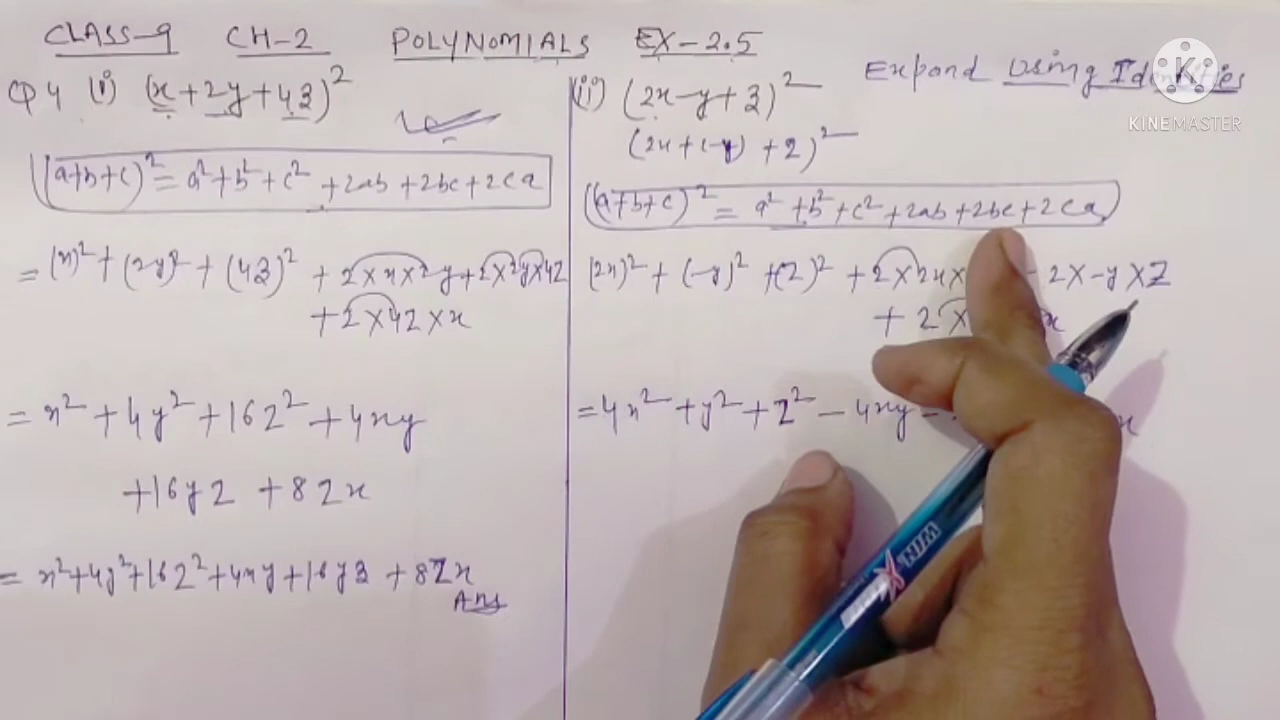 CLASS-9 CH-2 POLYNOMIALS EX-2.5
Q4 (i) (x+2y+4z)²
(a+b+c)² = a²+b²+c²+2ab+2bc+2ca
= (x)²+(2y)²+(4z)²+2×x×2y+2×2y×4z
+2×4z×x
= x²+4y²+16z²+4xy
+16yz+8zx
= x²+4y²+16z²+4xy+16yz+8zx
Ans
Expand Using Identities
(ii) (2x-y+z)²
(2x+(-y)+z)²
(a+b+c)² = a²+b²+c²+2ab+2bc+2ca
(2x)²+(-y)²+(z)²+2×2x× 2×-y×z
+2× x
= 4x²+y²+z²-4xy- x
KINEMASTER
WIN